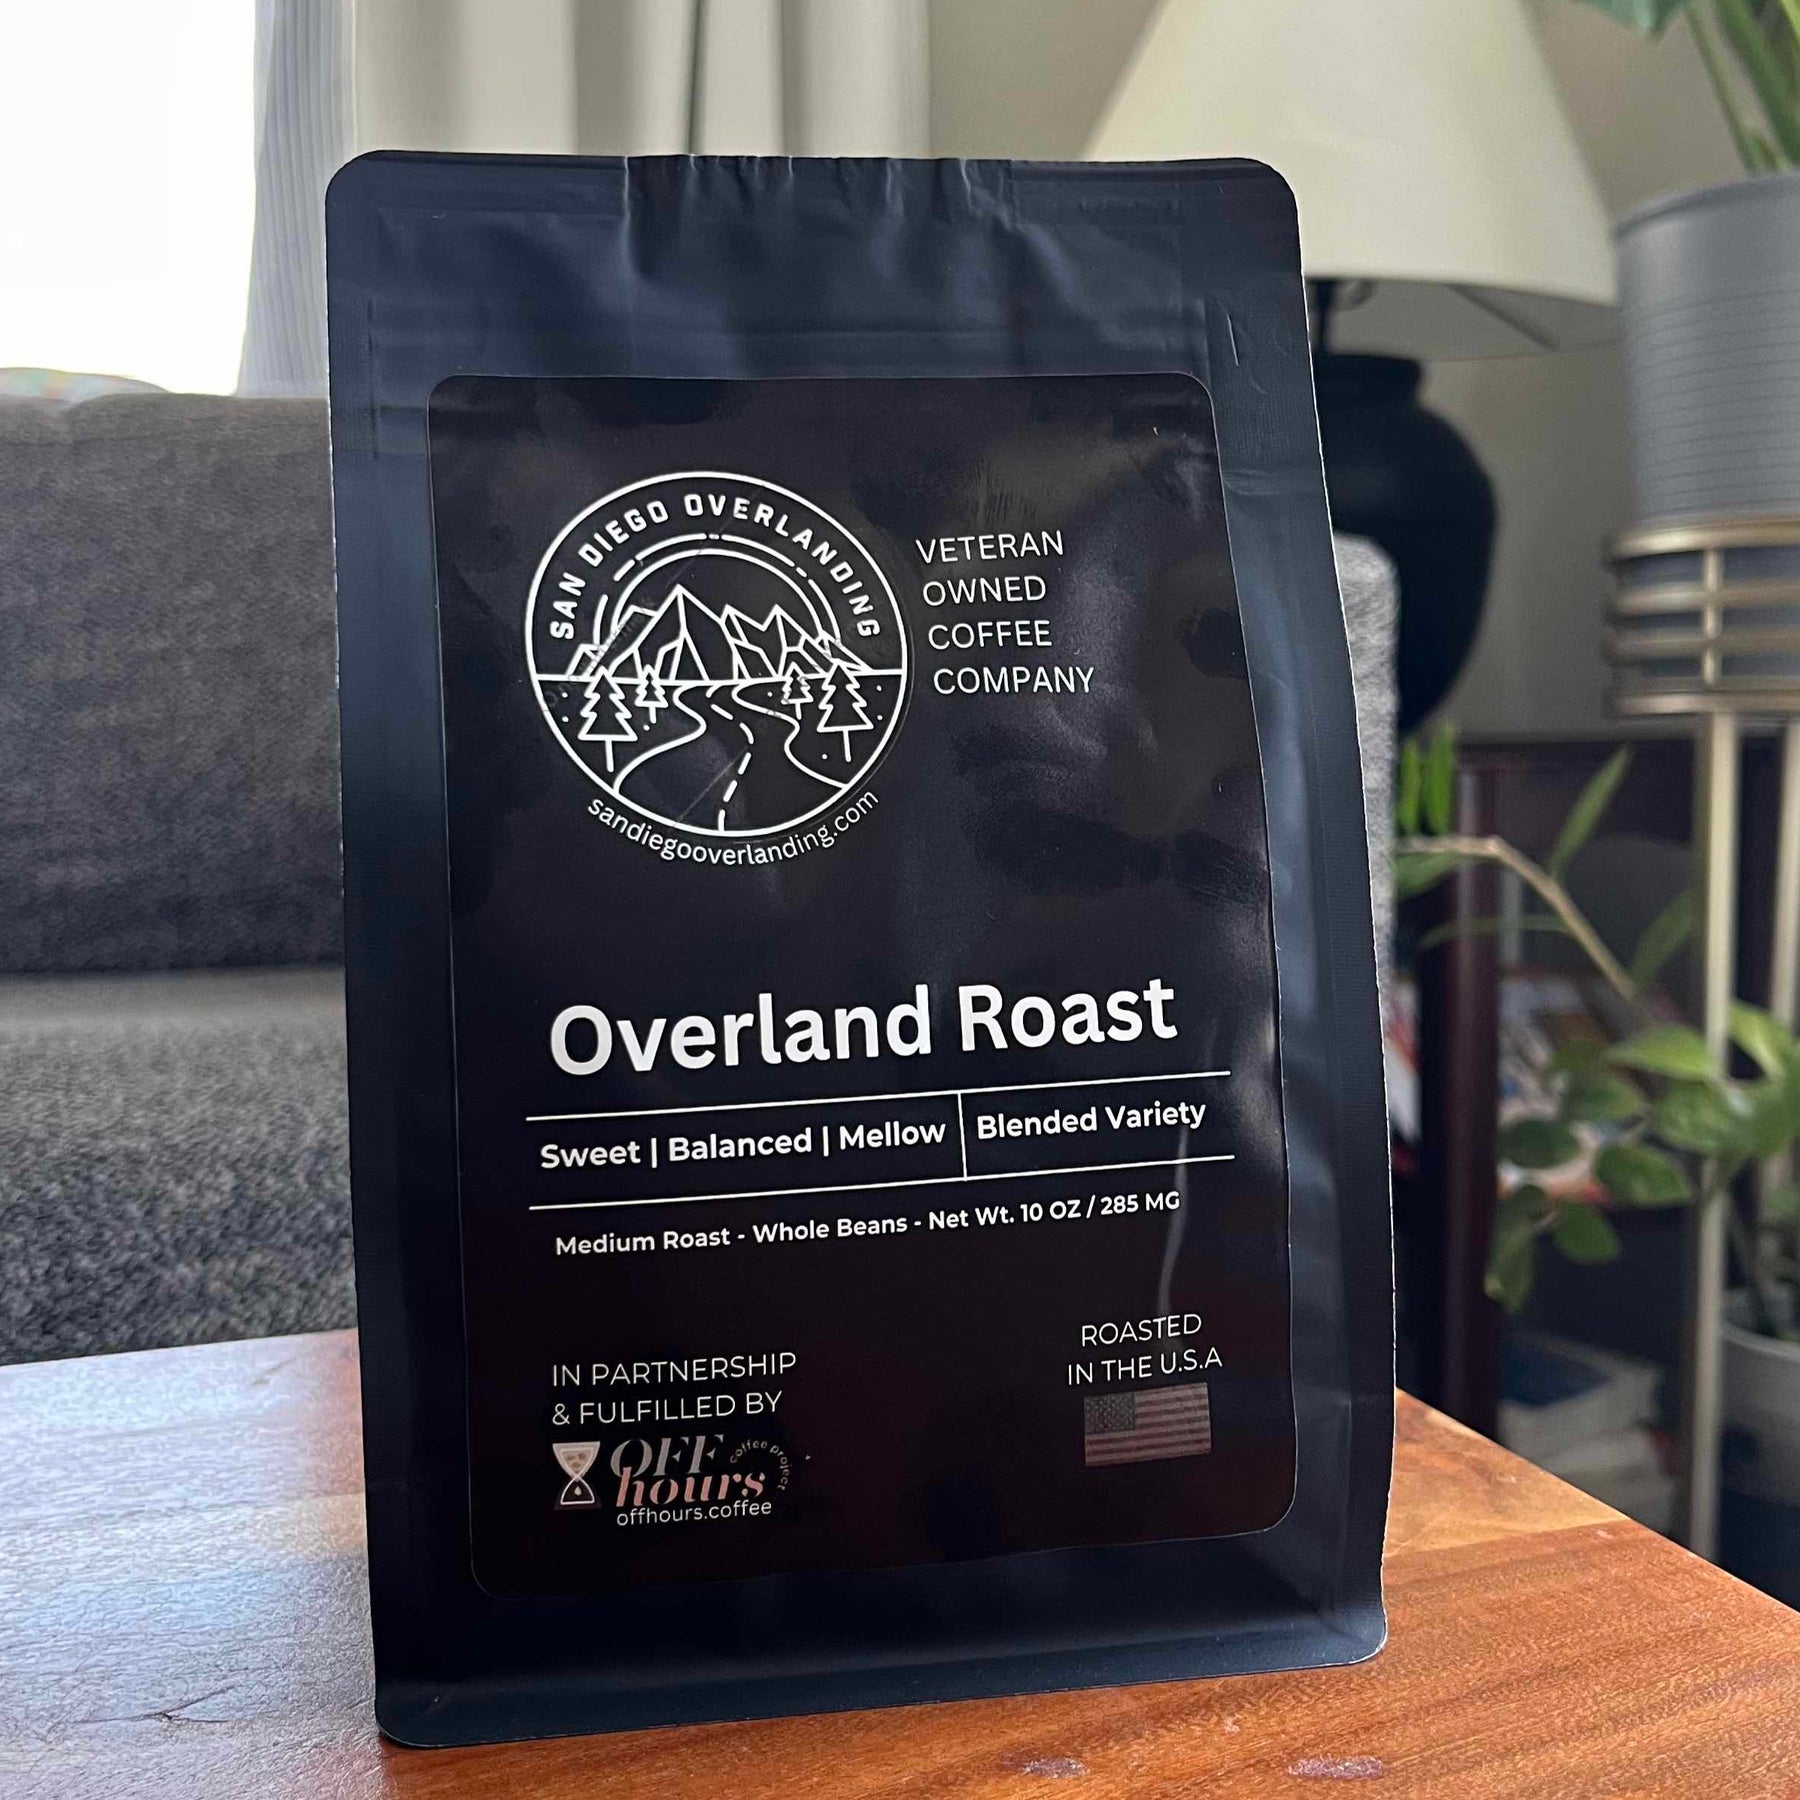 SAN DIEGO OVERLANDING
sandiegooverlanding.com
VETERAN
OWNED
COFFEE
COMPANY
Overland Roast
Sweet | Balanced | Mellow
Blended Variety
Medium Roast - Whole Beans - Net Wt. 10 OZ / 285 MG
IN PARTNERSHIP
& FULFILLED BY
OFF
hours
coffee project
offhours.coffee
ROASTED
IN THE U.S.A